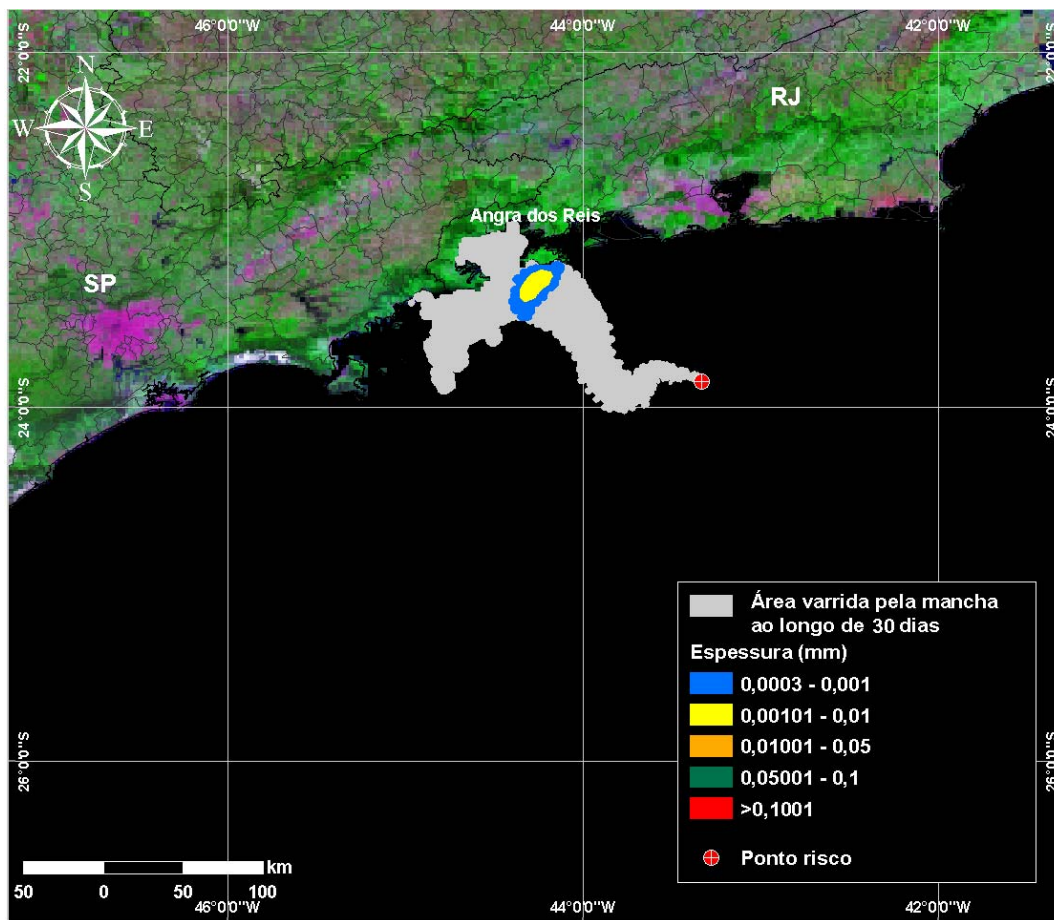 46°0'0"W 44°0'0"W 42°0'0"W
22°0'0"S 22°0'0"S
N
W E
S
RJ
Angra dos Reis
SP
24°0'0"S 24°0'0"S
Área varrida pela mancha
ao longo de 30 dias
Espessura (mm)
0,0003 - 0,001
0,00101 - 0,01
0,01001 - 0,05
0,05001 - 0,1
>0,1001
Ponto risco
26°0'0"S 26°0'0"S
km
50 0 50 100
46°0'0"W 44°0'0"W 42°0'0"W